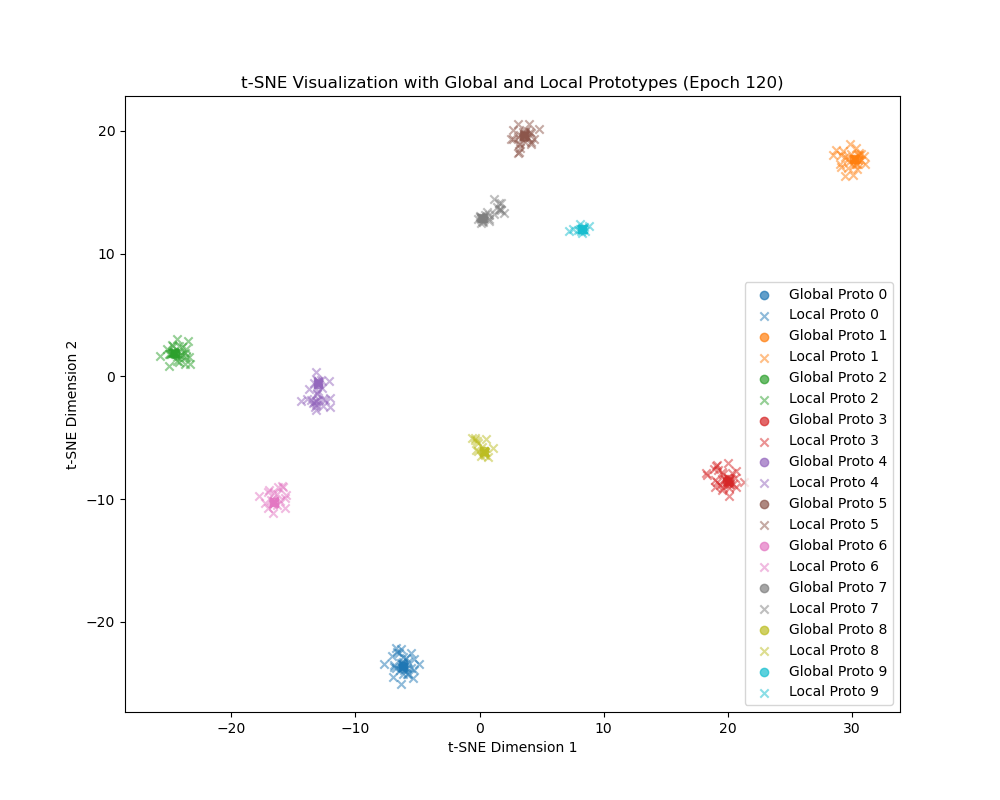 t-SNE Visualization with Global and Local Prototypes (Epoch 120)
20
10
0
−10
−20
t-SNE Dimension 2
−20
−10
0
10
20
30
t-SNE Dimension 1
Global Proto 0
Local Proto 0
Global Proto 1
Local Proto 1
Global Proto 2
Local Proto 2
Global Proto 3
Local Proto 3
Global Proto 4
Local Proto 4
Global Proto 5
Local Proto 5
Global Proto 6
Local Proto 6
Global Proto 7
Local Proto 7
Global Proto 8
Local Proto 8
Global Proto 9
Local Proto 9